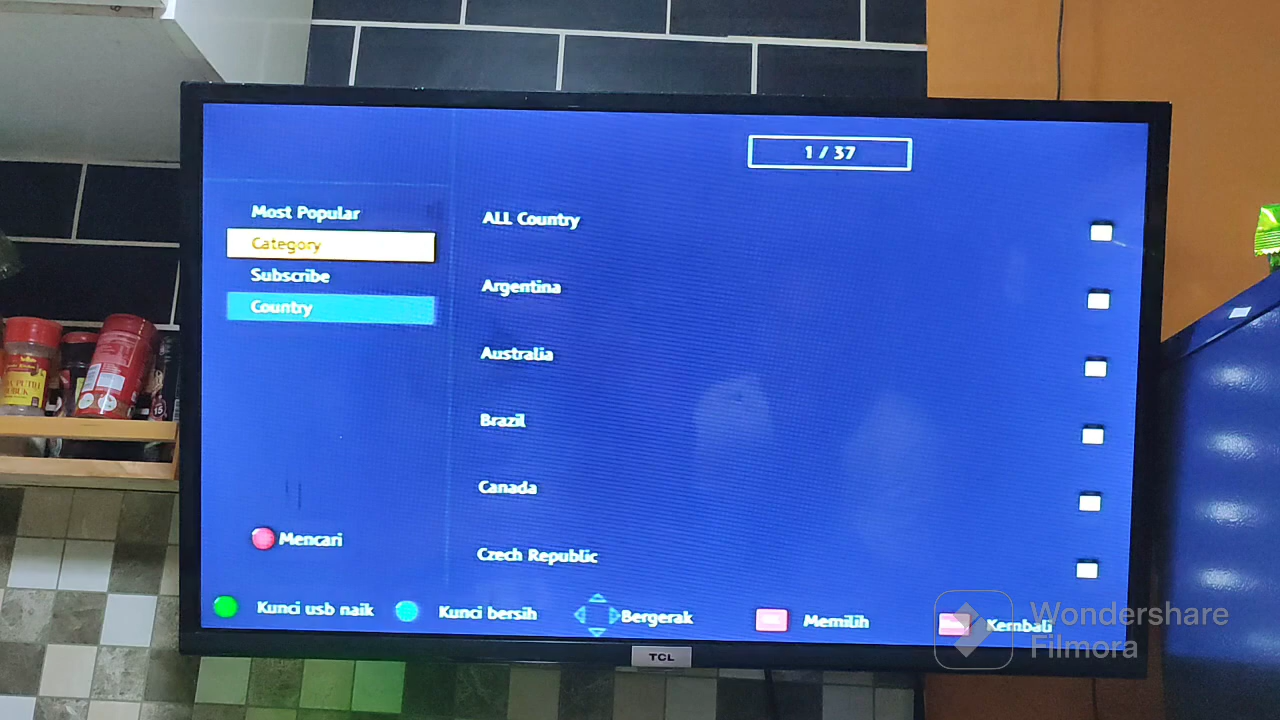 1 / 37
Most Popular
Category
Subscribe
Country
ALL Country
Argentina
Australia
Brazil
Canada
Czech Republic
Mencari
Kunci usb naik
Kunci bersih
Bergerak
Memilih
Kembali
TCL
Wondershare
Filmora